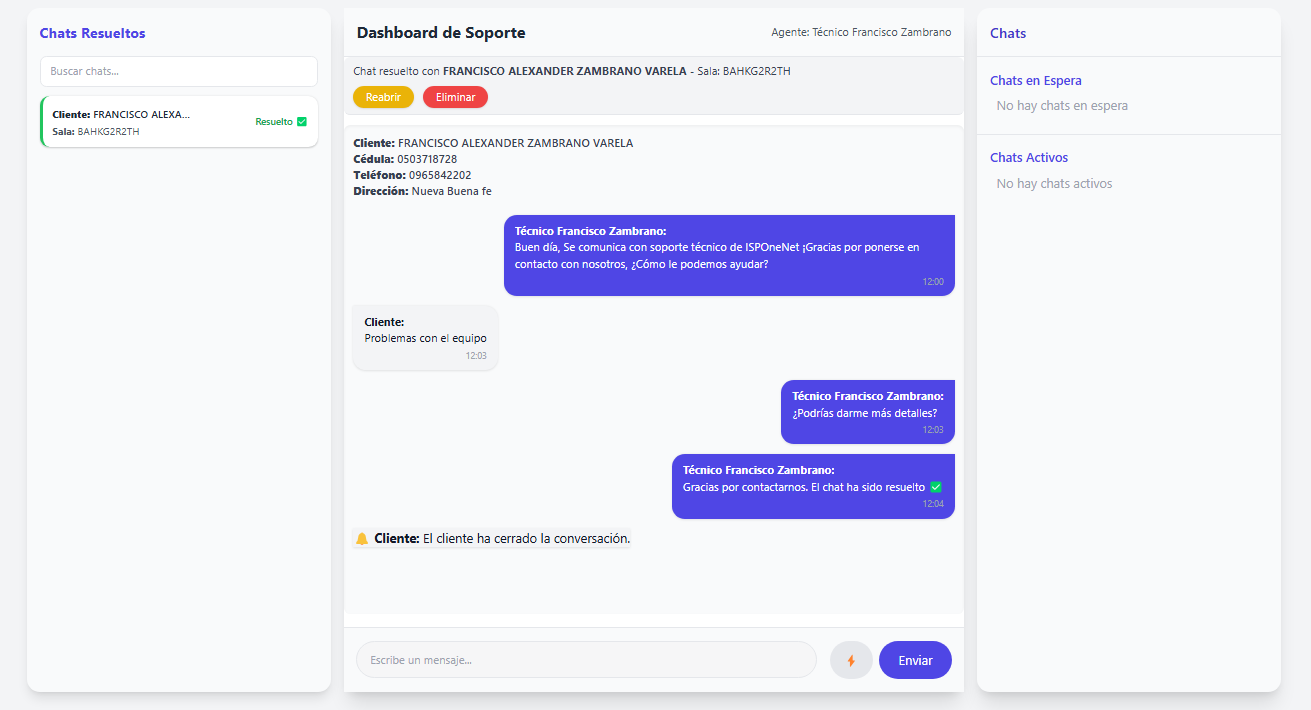 Chats Resueltos
Buscar chats...
Cliente: FRANCISCO ALEXA...
Sala: BAHKG2R2TH
Resuelto ✅
Dashboard de Soporte
Agente: Técnico Francisco Zambrano
Chat resuelto con FRANCISCO ALEXANDER ZAMBRANO VARELA - Sala: BAHKG2R2TH
Reabrir
Eliminar
Cliente: FRANCISCO ALEXANDER ZAMBRANO VARELA
Cédula: 0503718728
Teléfono: 0965842202
Dirección: Nueva Buena fe
Técnico Francisco Zambrano:
Buen día, Se comunica con soporte técnico de ISPOneNet ¡Gracias por ponerse en
contacto con nosotros, ¿Cómo le podemos ayudar?
12:00
Cliente:
Problemas con el equipo
12:03
Técnico Francisco Zambrano:
¿Podrías darme más detalles?
12:03
Técnico Francisco Zambrano:
Gracias por contactarnos. El chat ha sido resuelto ✅
12:04
🔔 Cliente: El cliente ha cerrado la conversación.
Escribe un mensaje...
Enviar
Chats
Chats en Espera
No hay chats en espera
Chats Activos
No hay chats activos